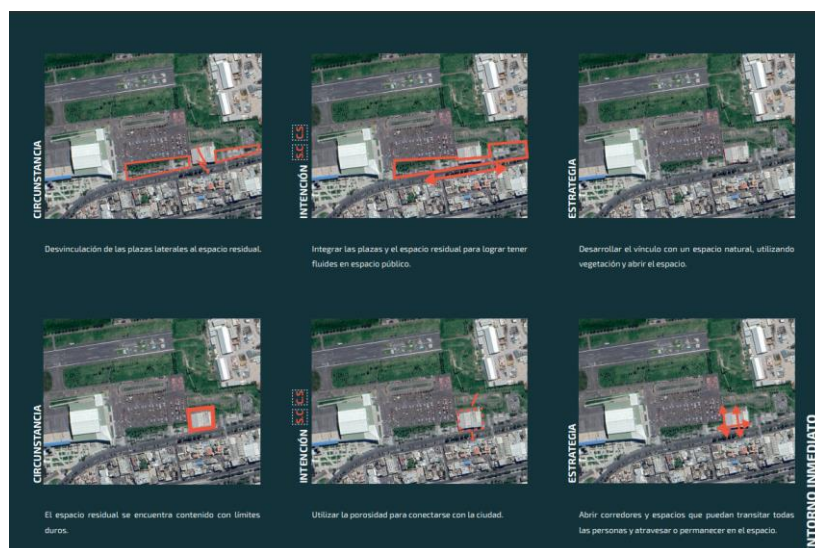 CIRCUNSTANCIA
Desvinculación de las plazas laterales al espacio residual.
INTENCIÓN S.C C.S
Integrar las plazas y el espacio residual para lograr tener
fluides en espacio público.
ESTRATEGIA
Desarrollar el vínculo con un espacio natural, utilizando
vegetación y abrir el espacio.
CIRCUNSTANCIA
El espacio residual se encuentra contenido con límites
duros.
INTENCIÓN S.C C.S
Utilizar la porosidad para conectarse con la ciudad.
ESTRATEGIA
Abrir corredores y espacios que puedan transitar todas
las personas y atravesar o permanecer en el espacio.
NTORNO INMEDIATO